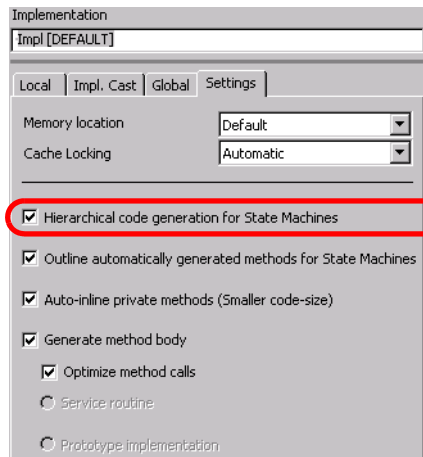 Implementation
Impl [DEFAULT]
Local Impl. Cast Global Settings
Memory location Default
Cache Locking Automatic
Hierarchical code generation for State Machines
Outline automatically generated methods for State Machines
Auto-inline private methods (Smaller code-size)
Generate method body
Optimize method calls
Service routine
Prototype implementation